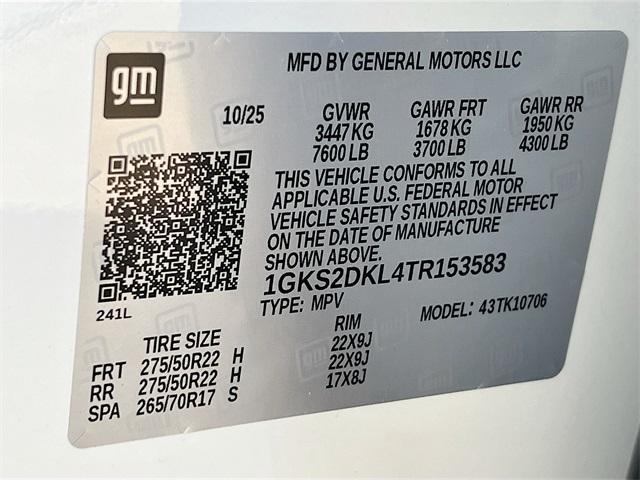 gm
MFD BY GENERAL MOTORS LLC
10/25 GVWR GAWR FRT GAWR RR
3447 KG 1678 KG 1950 KG
7600 LB 3700 LB 4300 LB
THIS VEHICLE CONFORMS TO ALL
APPLICABLE U.S. FEDERAL MOTOR
VEHICLE SAFETY STANDARDS IN EFFECT
ON THE DATE OF MANUFACTURE
SHOWN ABOVE.
1GKS2DKL4TR153583
TYPE: MPV MODEL: 43TK10706
241L
TIRE SIZE RIM
FRT 275/50R22 H 22X9J
RR 275/50R22 H 22X9J
SPA 265/70R17 S 17X8J